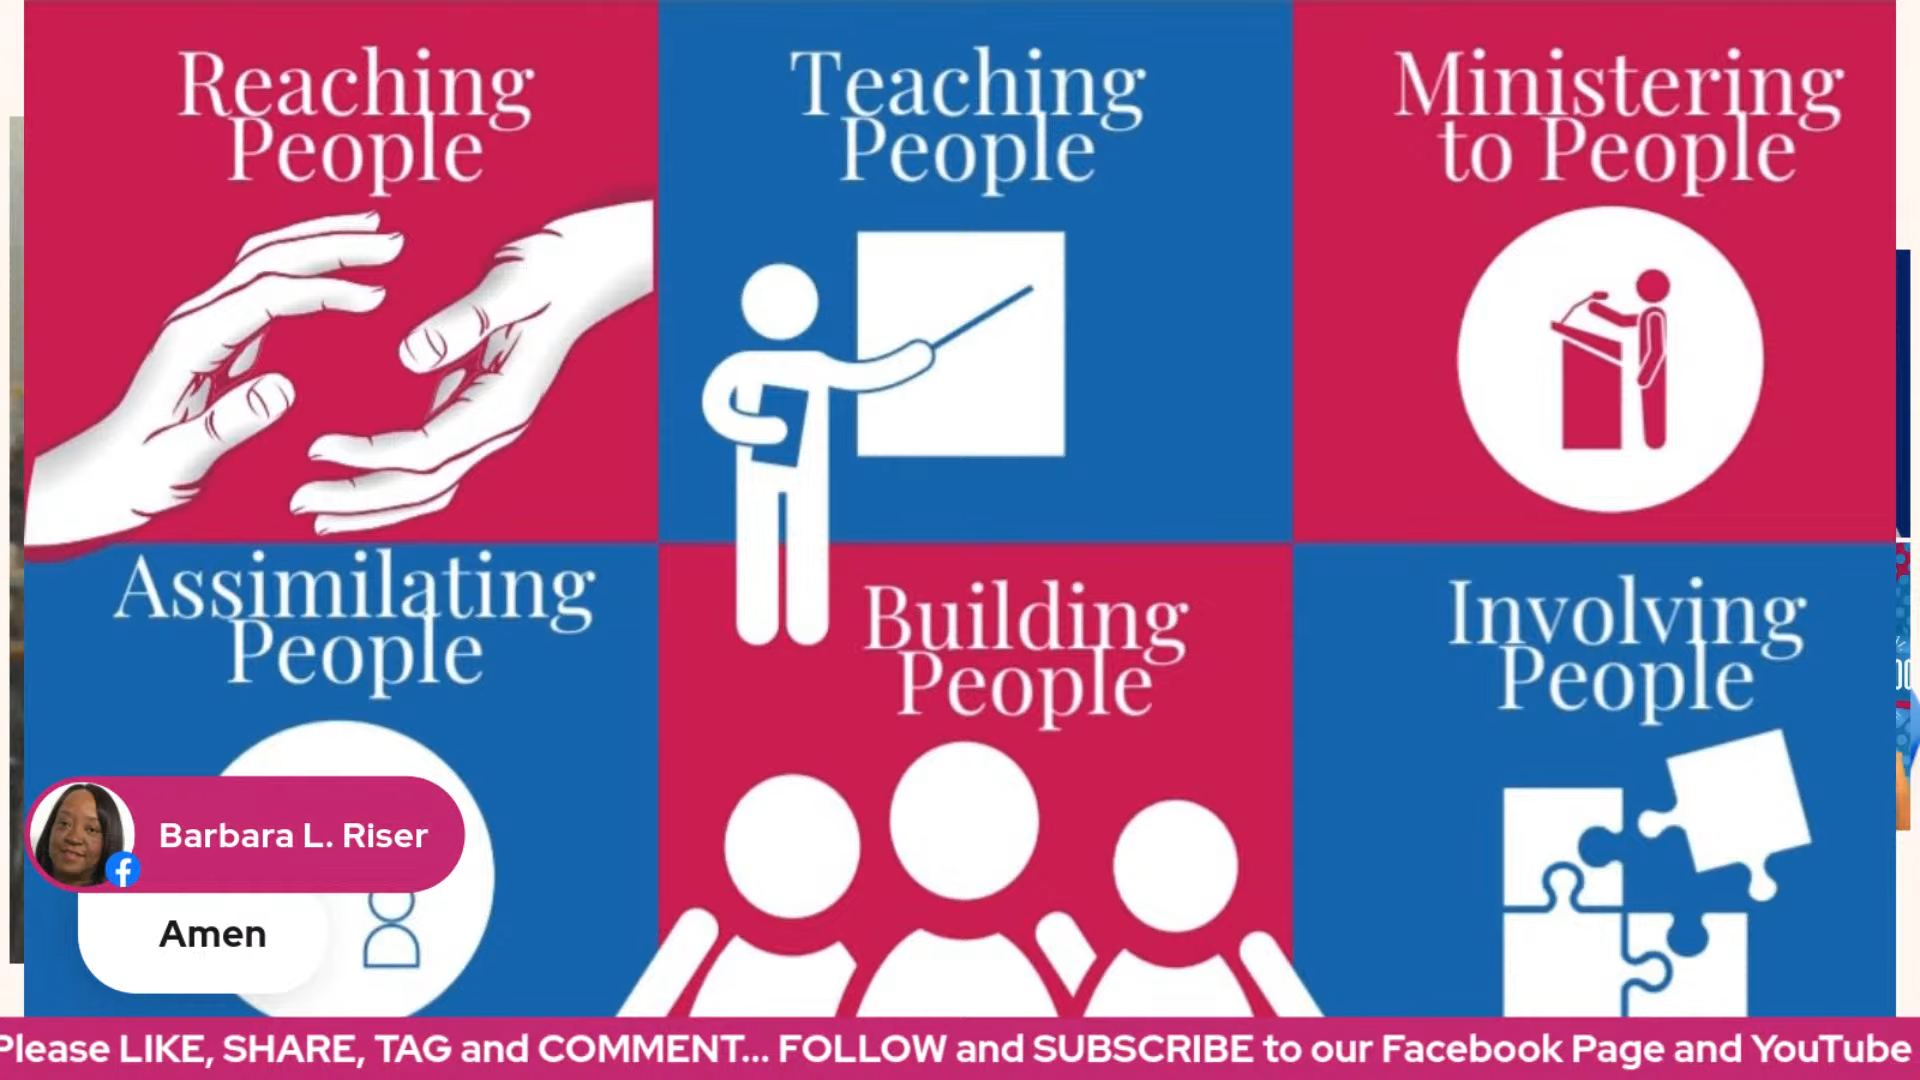 Reaching
People
Teaching
People
Ministering
to People
Assimilating
People
Building
People
Involving
People
Barbara L. Riser
Amen
Please LIKE, SHARE, TAG and COMMENT... FOLLOW and SUBSCRIBE to our Facebook Page and YouTube